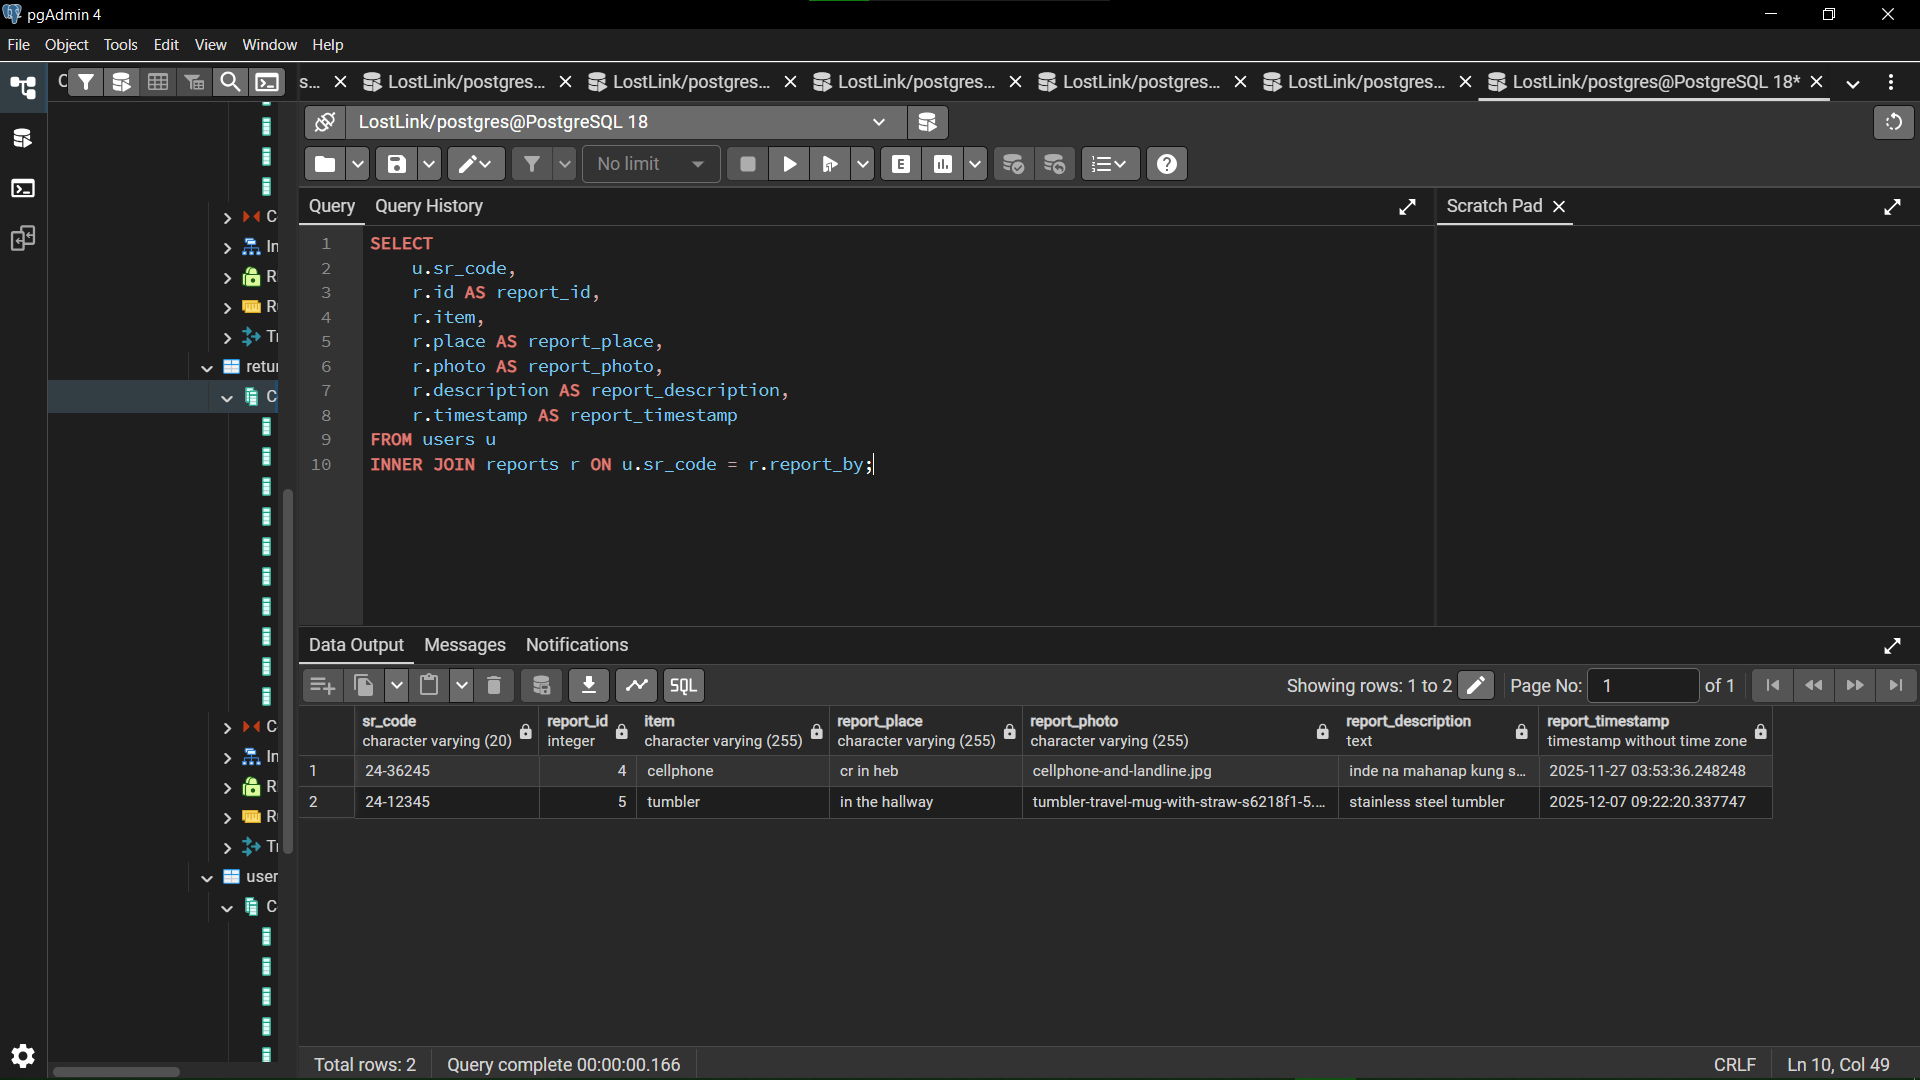 pgAdmin 4
File Object Tools Edit View Window Help
s... LostLink/postgres... LostLink/postgres... LostLink/postgres... LostLink/postgres... LostLink/postgres... LostLink/postgres@PostgreSQL 18*
LostLink/postgres@PostgreSQL 18
No limit
E
SQL
Query Query History
Scratch Pad
1 SELECT
2 u.sr_code,
3 r.id AS report_id,
4 r.item,
5 r.place AS report_place,
6 r.photo AS report_photo,
7 r.description AS report_description,
8 r.timestamp AS report_timestamp
9 FROM users u
10 INNER JOIN reports r ON u.sr_code = r.report_by;
C
In
R
R
T
retu
C
C
In
R
R
T
user
C
Data Output Messages Notifications
Showing rows: 1 to 2 Page No: 1 of 1
sr_code report_id item report_place report_photo report_description report_timestamp
character varying (20) integer character varying (255) character varying (255) character varying (255) text timestamp without time zone
1 24-36245 4 cellphone cr in heb cellphone-and-landline.jpg inde na mahanap kung s... 2025-11-27 03:53:36.248248
2 24-12345 5 tumbler in the hallway tumbler-travel-mug-with-straw-s6218f1-5.... stainless steel tumbler 2025-12-07 09:22:20.337747
Total rows: 2 Query complete 00:00:00.166 CRLF Ln 10, Col 49